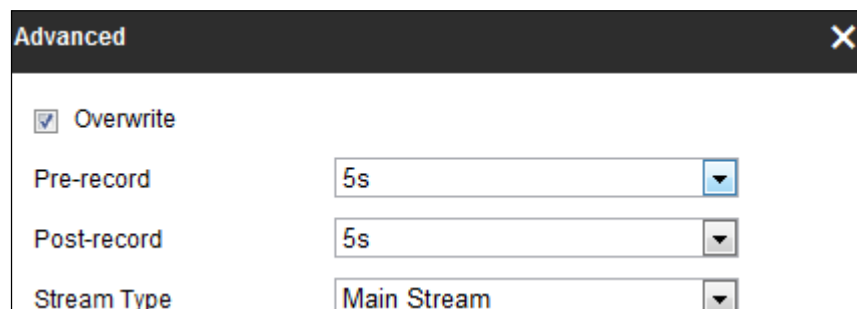 Advanced
Overwrite
Pre-record 5s
Post-record 5s
Stream Type Main Stream